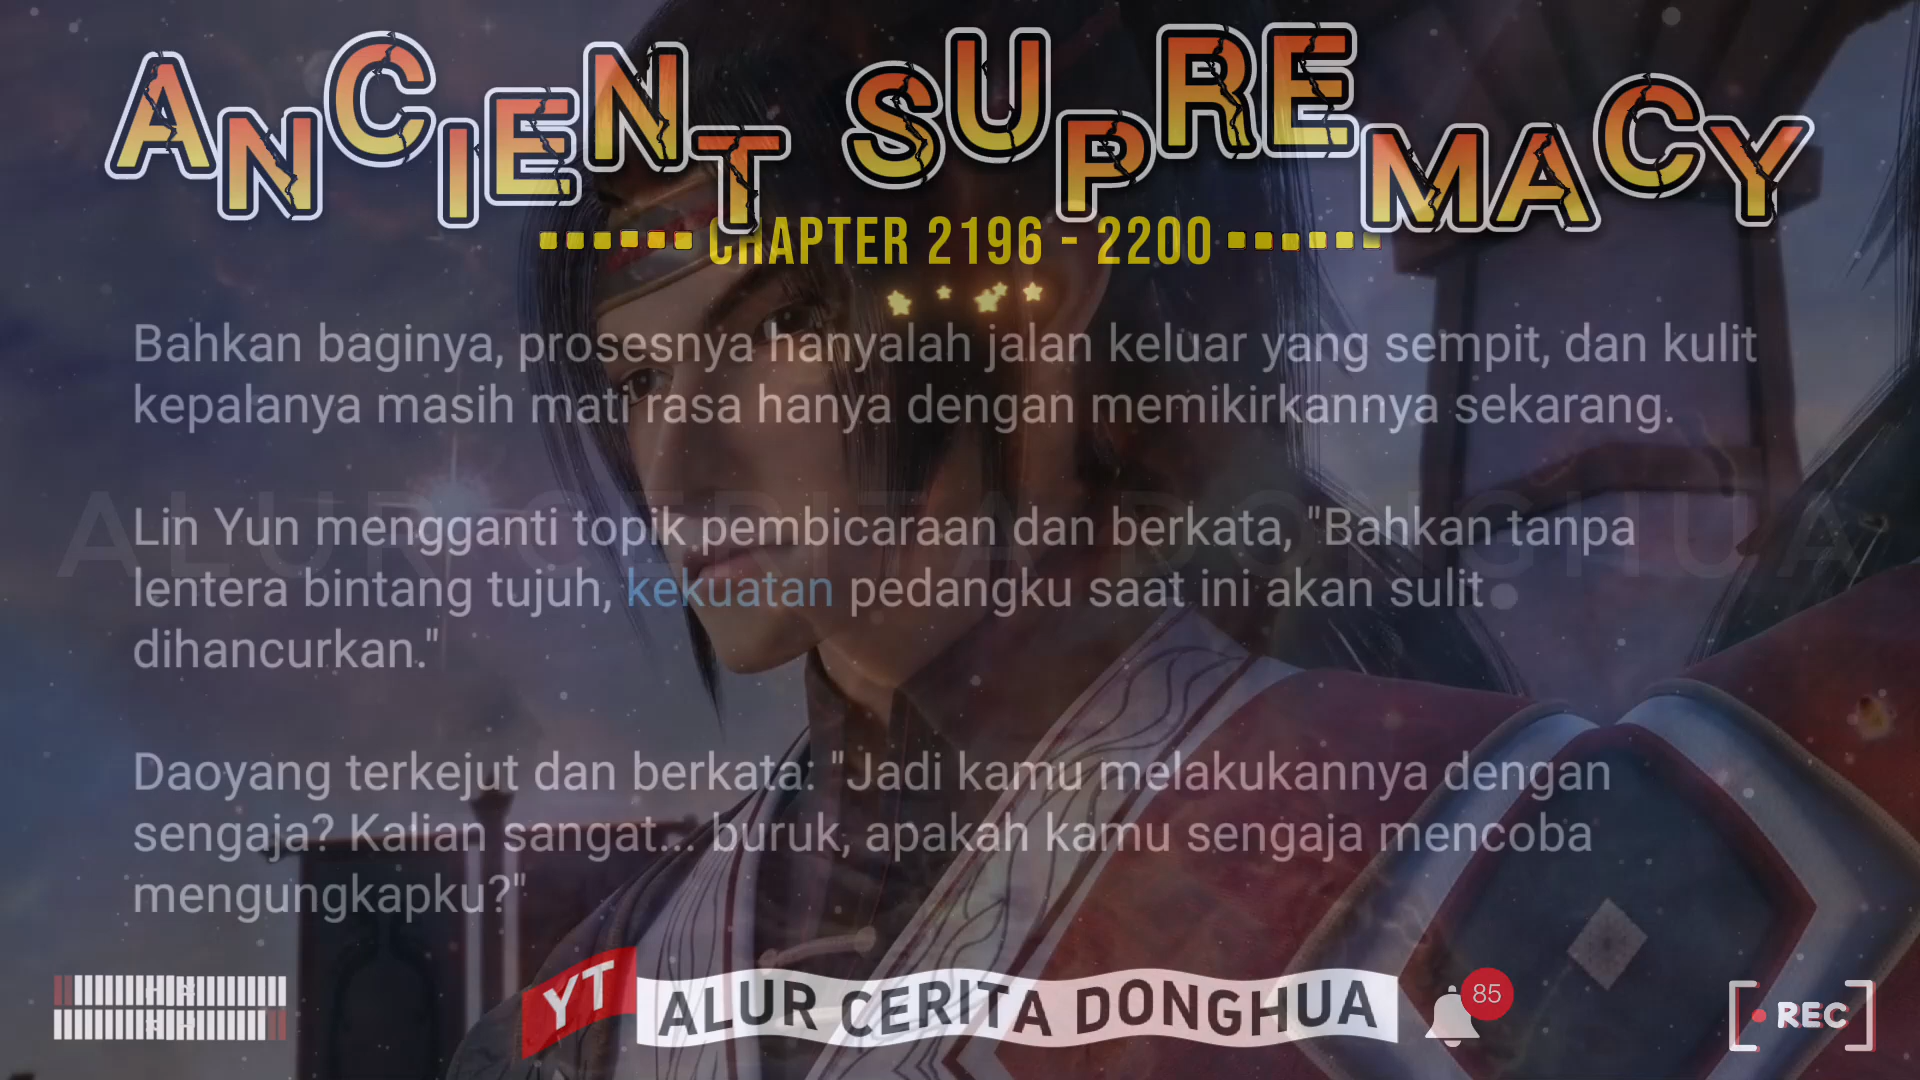 ANCIENT SUPREMACY
CHAPTER 2196 - 2200
Bahkan baginya, prosesnya hanyalah jalan keluar yang sempit, dan kulit
kepalanya masih mati rasa hanya dengan memikirkannya sekarang.
Lin Yun mengganti topik pembicaraan dan berkata, "Bahkan tanpa
lentera bintang tujuh, kekuatan pedangku saat ini akan sulit
dihancurkan."
ALUR CERITA DONGHUA
Daoyang terkejut dan berkata: "Jadi kamu melakukannya dengan
sengaja? Kalian sangat... buruk, apakah kamu sengaja mencoba
mengungkapku?"
YT ALUR CERITA DONGHUA
85
REC